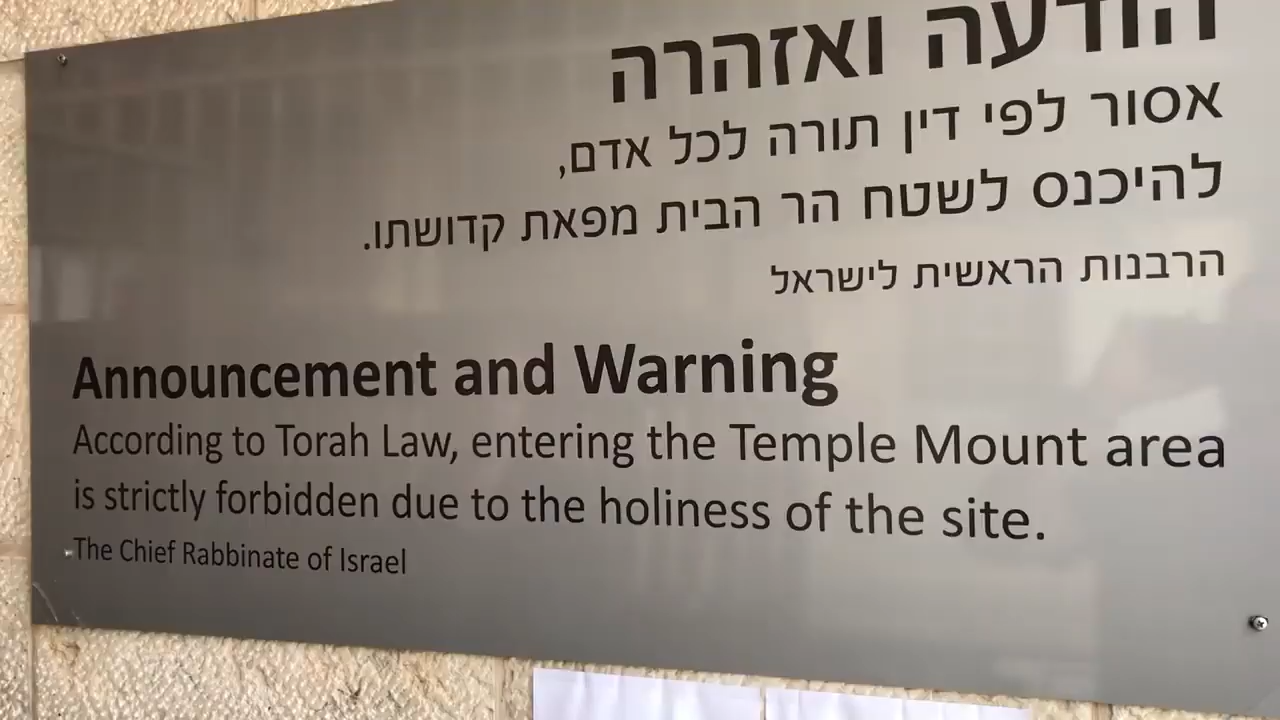 הודעה ואזהרה
אסור לפי דין תורה לכל אדם,
להיכנס לשטח הר הבית מפאת קדושתו.
הרבנות הראשית לישראל
Announcement and Warning
According to Torah Law, entering the Temple Mount area
is strictly forbidden due to the holiness of the site.
The Chief Rabbinate of Israel